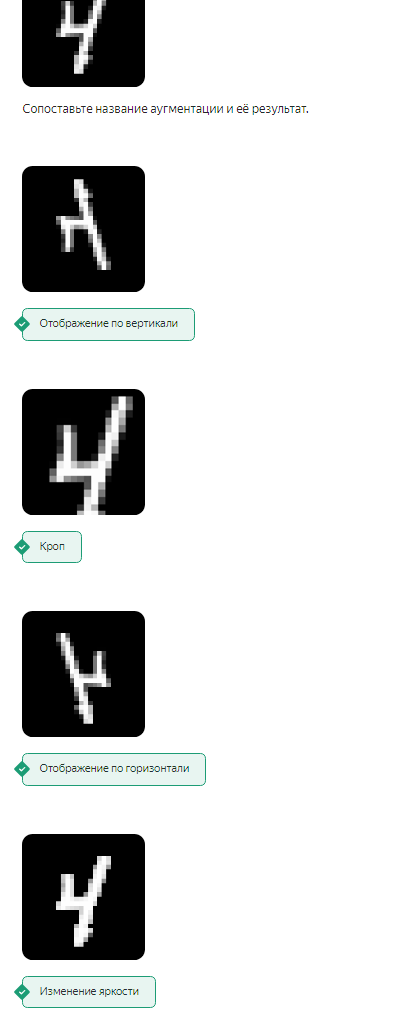 Сопоставьте название аугментации и её результат.
Отображение по вертикали
Кроп
Отображение по горизонтали
Изменение яркости